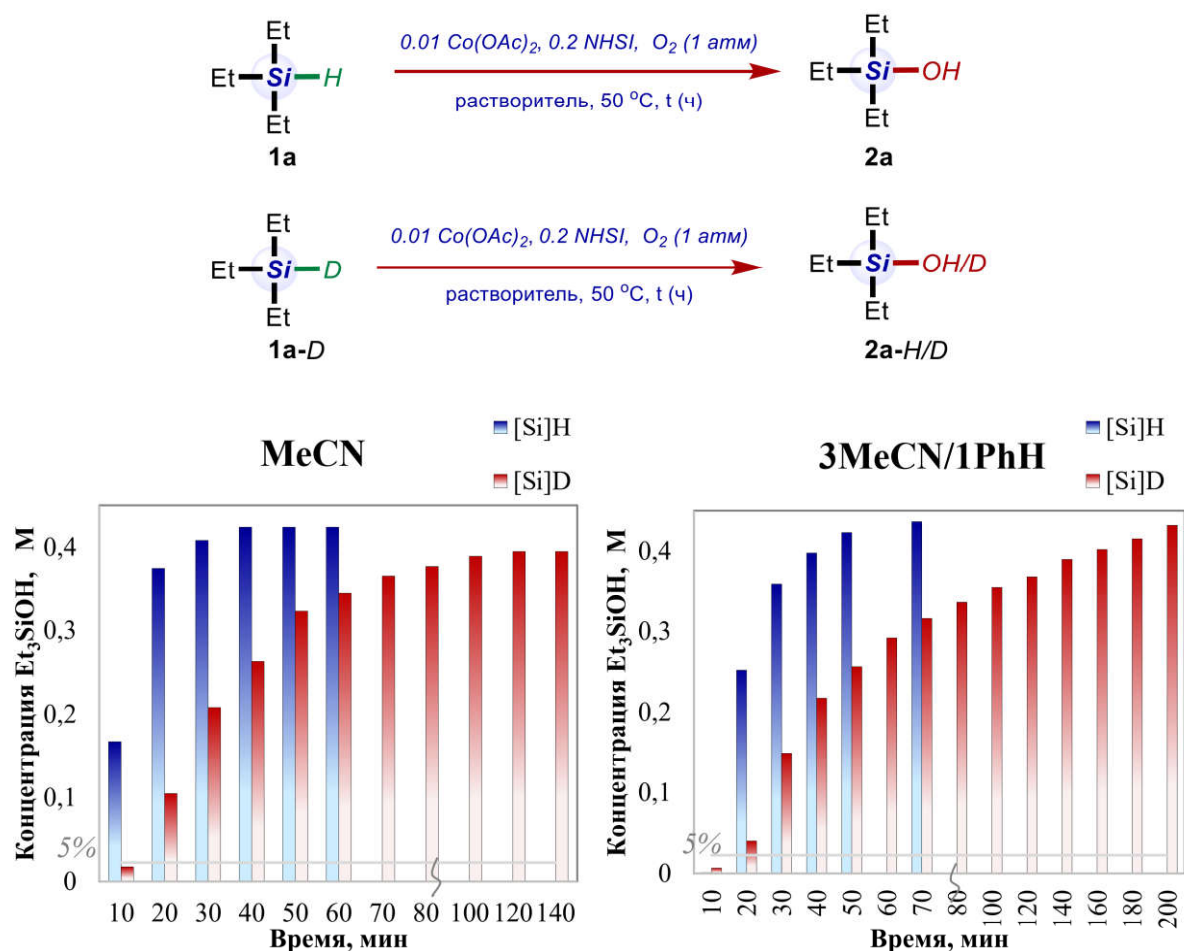 Et
Et Si H
Et
1a
0.01 Co(OAc)2, 0.2 NHSI, O2 (1 атм)
растворитель, 50 °C, t (ч)
Et
Et Si OH
Et
2a
Et
Et Si D
Et
1a-D
0.01 Co(OAc)2, 0.2 NHSI, O2 (1 атм)
растворитель, 50 °C, t (ч)
Et
Et Si OH/D
Et
2a-H/D
MeCN
[Si]H
[Si]D
Концентрация Et3SiOH, М
0,4
0,3
0,2
0,1
5%
0
10 20 30 40 50 60 70 80 100 120 140
Время, мин
3MeCN/1PhH
[Si]H
[Si]D
Концентрация Et3SiOH, М
0,4
0,3
0,2
0,1
5%
0
10 20 30 40 50 60 70 80 100 120 140 160 180 200
Время, мин